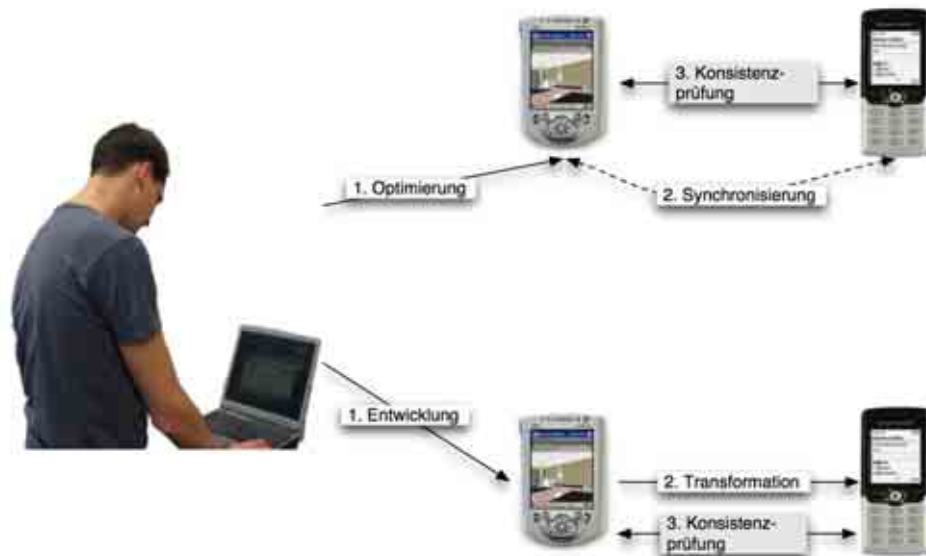 3. Konsistenz-
prüfung
1. Optimierung
2. Synchronisierung
1. Entwicklung
2. Transformation
3. Konsistenz-
prüfung